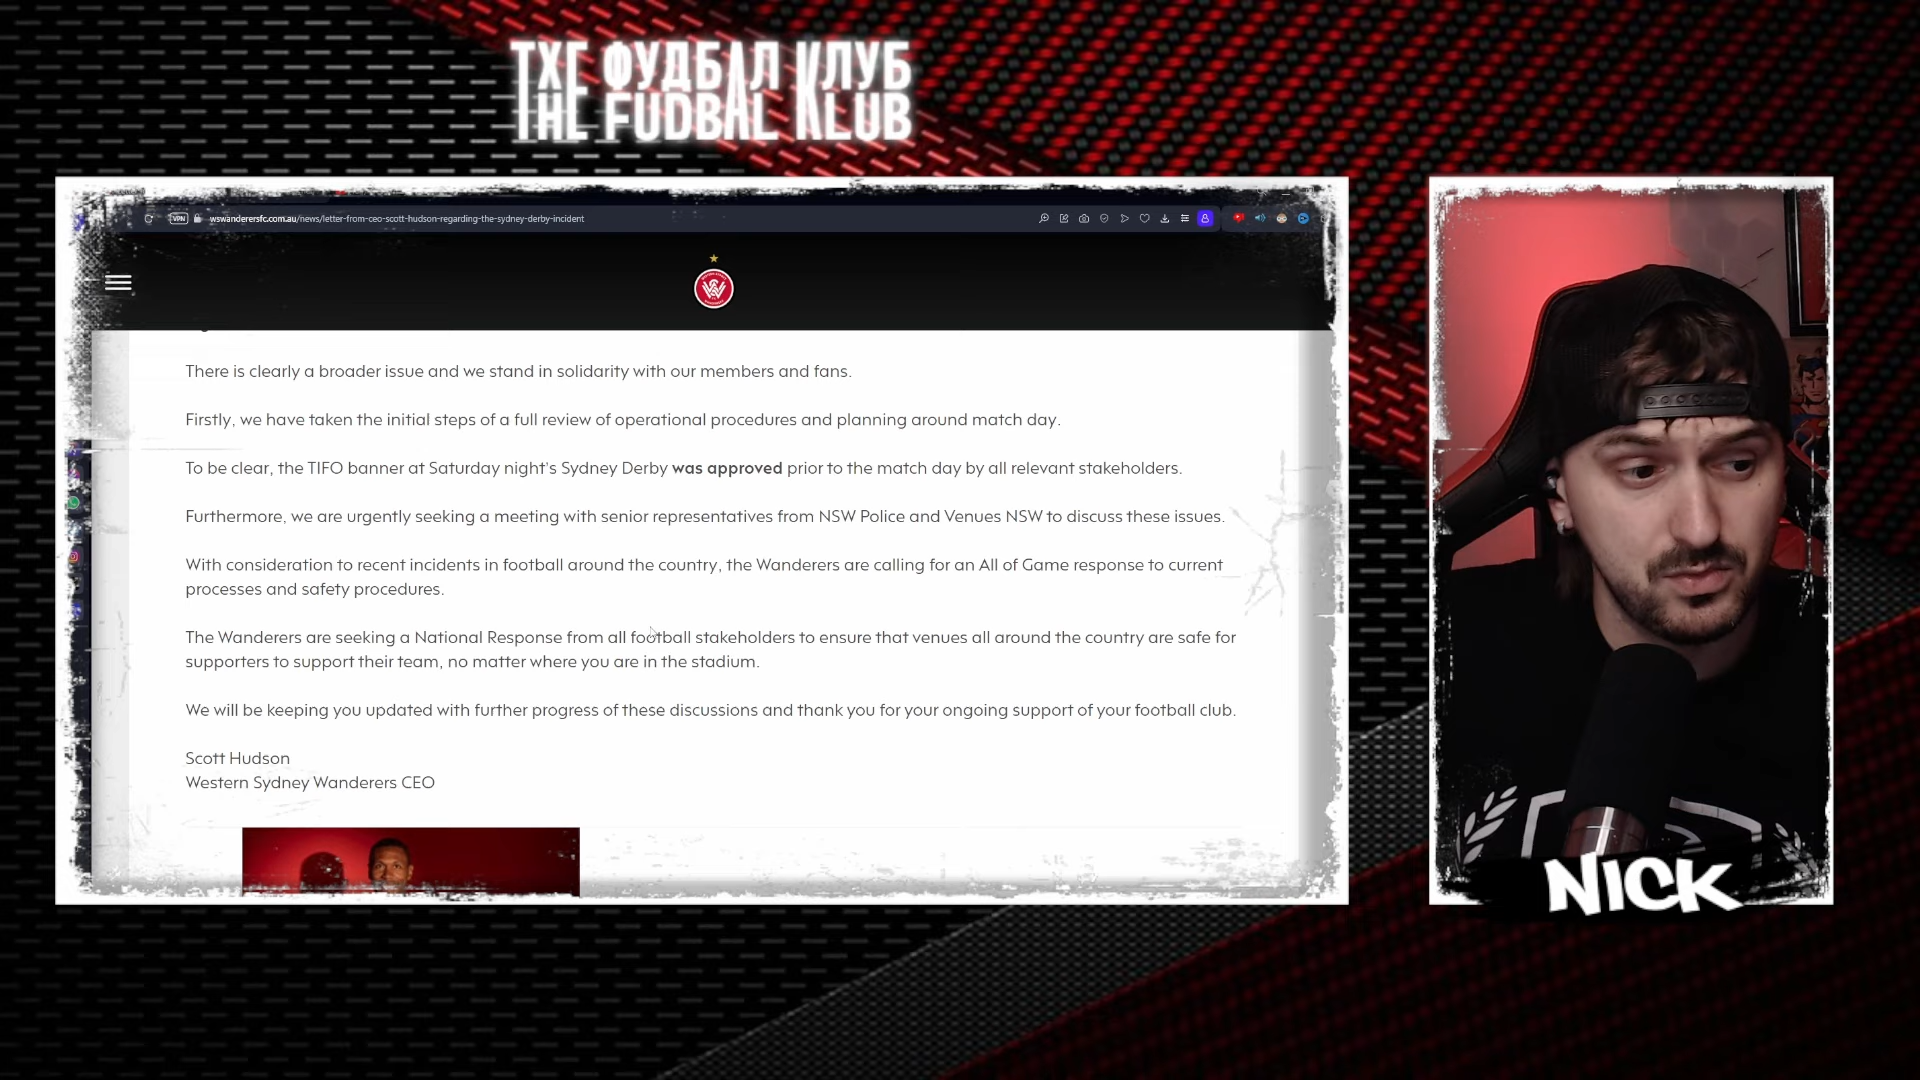 ТХЕ ФУДБАЛ КЛУБ
THE FUDBAL KLUB
VPN
wswanderersfc.com.au/news/letter-from-ceo-scott-hudson-regarding-the-sydney-derby-incident
There is clearly a broader issue and we stand in solidarity with our members and fans.
Firstly, we have taken the initial steps of a full review of operational procedures and planning around match day.
To be clear, the TIFO banner at Saturday night's Sydney Derby was approved prior to the match day by all relevant stakeholders.
Furthermore, we are urgently seeking a meeting with senior representatives from NSW Police and Venues NSW to discuss these issues.
With consideration to recent incidents in football around the country, the Wanderers are calling for an All of Game response to current
processes and safety procedures.
The Wanderers are seeking a National Response from all football stakeholders to ensure that venues all around the country are safe for
supporters to support their team, no matter where you are in the stadium.
We will be keeping you updated with further progress of these discussions and thank you for your ongoing support of your football club.
Scott Hudson
Western Sydney Wanderers CEO
NICK